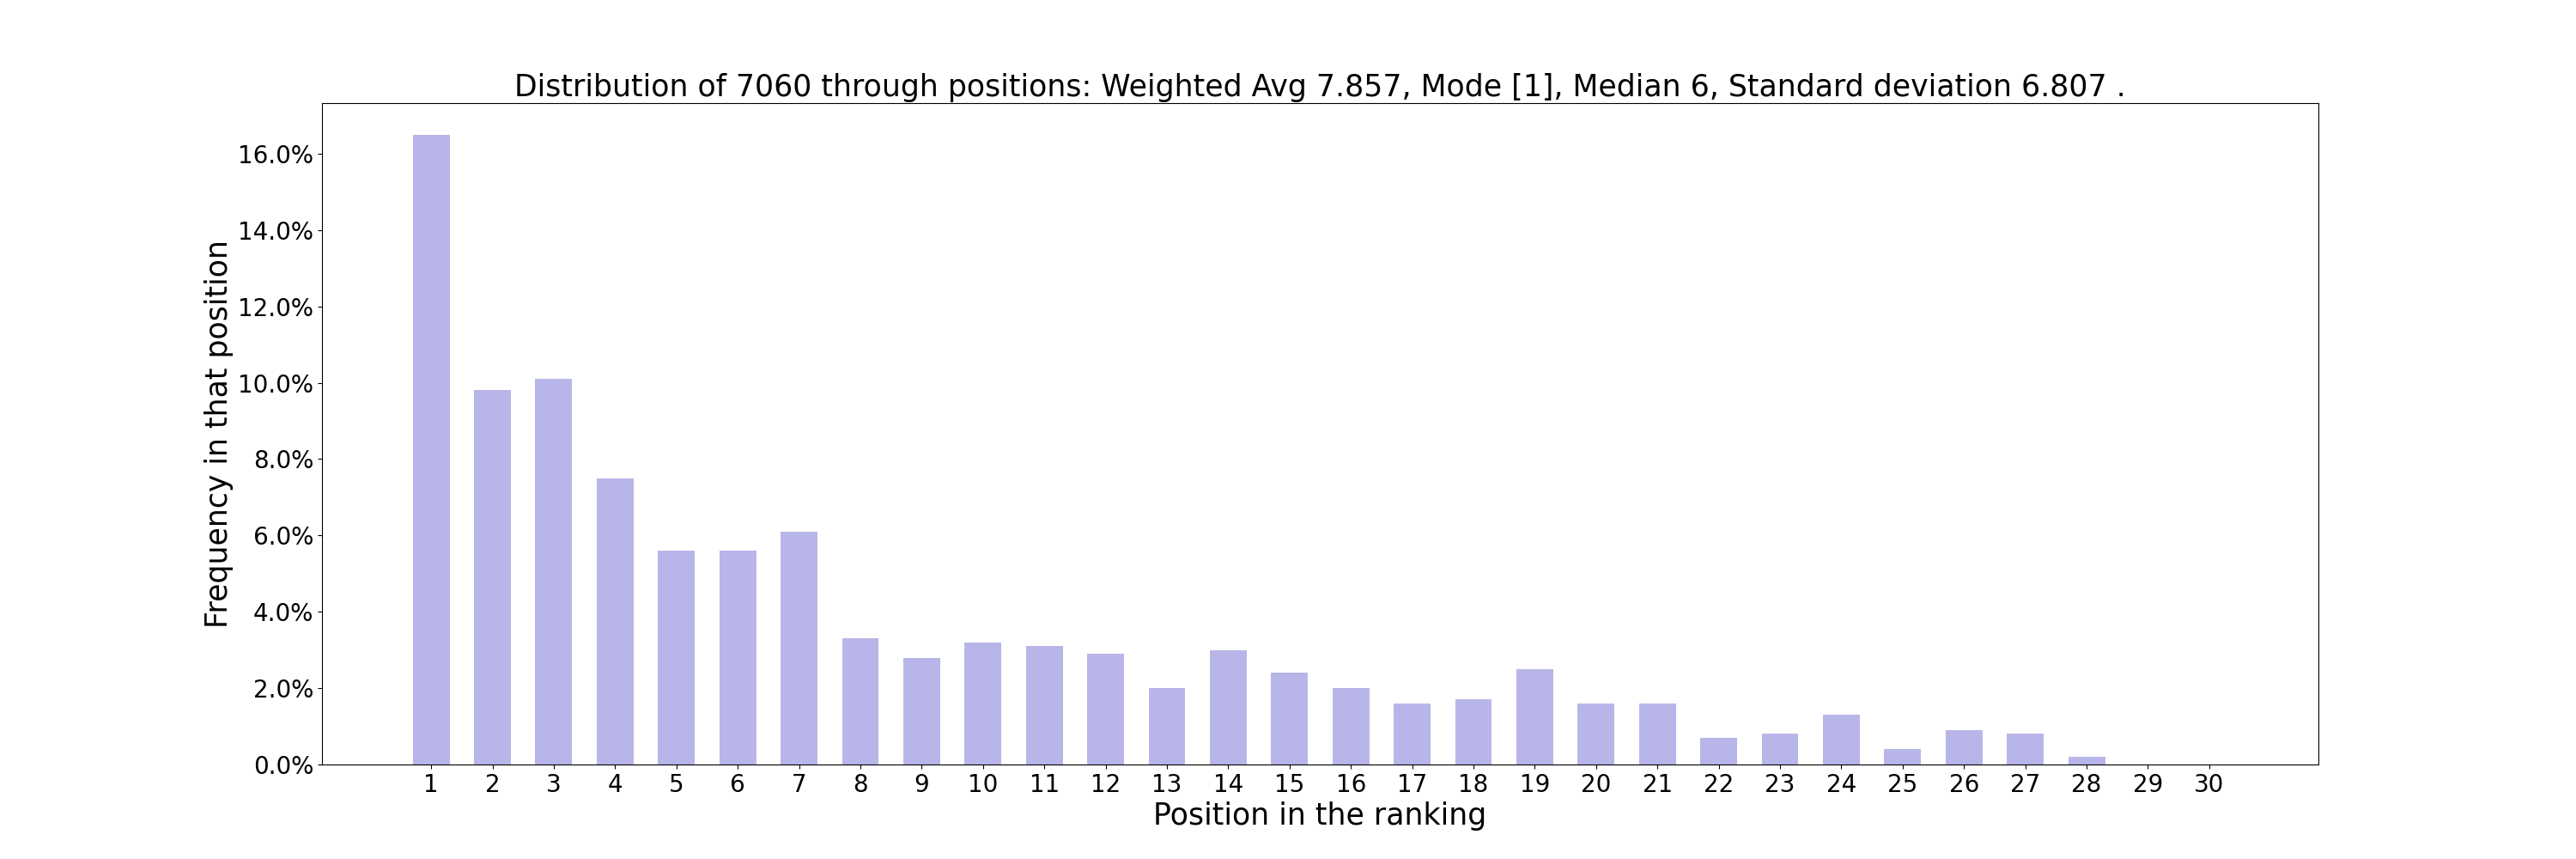 Distribution of 7060 through positions: Weighted Avg 7.857, Mode [1], Median 6, Standard deviation 6.807 .
Frequency in that position
16.0%
14.0%
12.0%
10.0%
8.0%
6.0%
4.0%
2.0%
0.0%
1 2 3 4 5 6 7 8 9 10 11 12 13 14 15 16 17 18 19 20 21 22 23 24 25 26 27 28 29 30
Position in the ranking